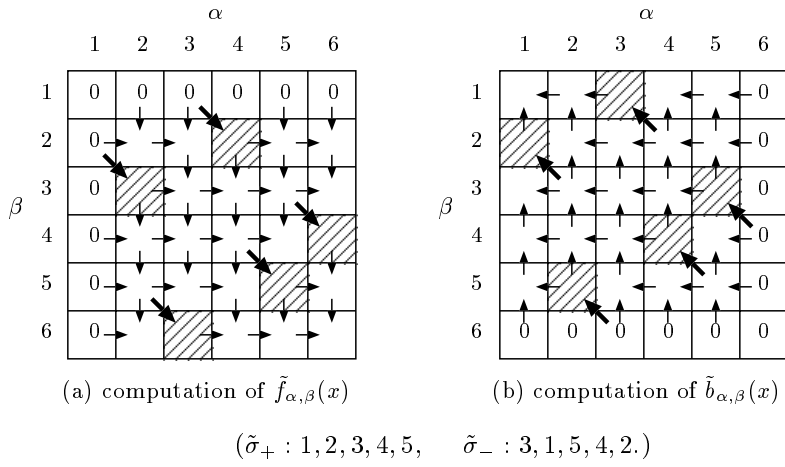 α α
1 2 3 4 5 6 1 2 3 4 5 6
1 0 0 0 0 0 0 1 0
2 0 2 0
β 3 0 β 3 0
4 0 4 0
5 0 5 0
6 0 6 0 0 0 0 0 0
(a) computation of f̃α,β(x) (b) computation of b̃α,β(x)
(σ̃+ : 1, 2, 3, 4, 5, σ̃− : 3, 1, 5, 4, 2.)